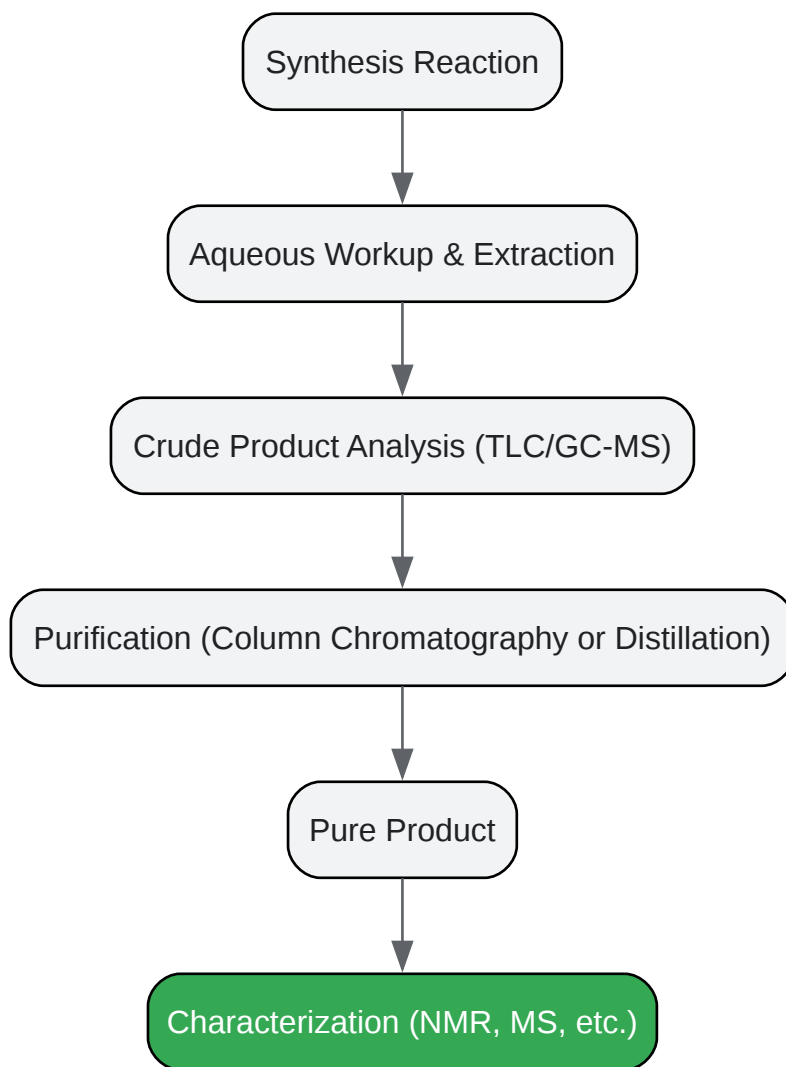 Synthesis Reaction
Aqueous Workup & Extraction
Crude Product Analysis (TLC/GC-MS)
Purification (Column Chromatography or Distillation)
Pure Product
Characterization (NMR, MS, etc.)